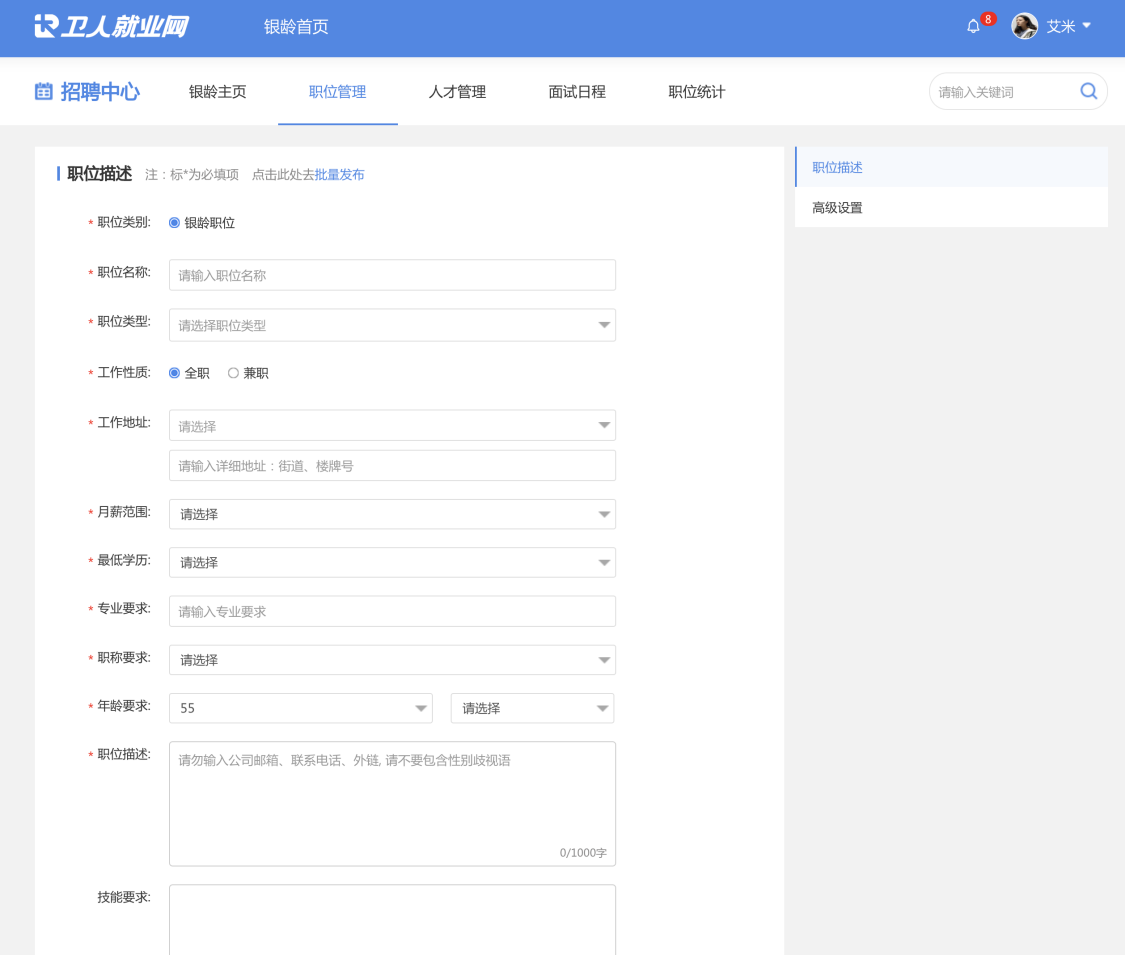 卫人就业网 银龄首页 8 艾米
招聘中心 银龄主页 职位管理 人才管理 面试日程 职位统计 请输入关键词
职位描述 注：标*为必填项 点击此处去批量发布
* 职位类别: 银龄职位
* 职位名称: 请输入职位名称
* 职位类型: 请选择职位类型
* 工作性质: 全职 兼职
* 工作地址: 请选择
请输入详细地址：街道、楼牌号
* 月薪范围: 请选择
* 最低学历: 请选择
* 专业要求: 请输入专业要求
* 职称要求: 请选择
* 年龄要求: 55 请选择
* 职位描述: 请勿输入公司邮箱、联系电话、外链, 请不要包含性别歧视语
0/1000字
技能要求:
职位描述
高级设置